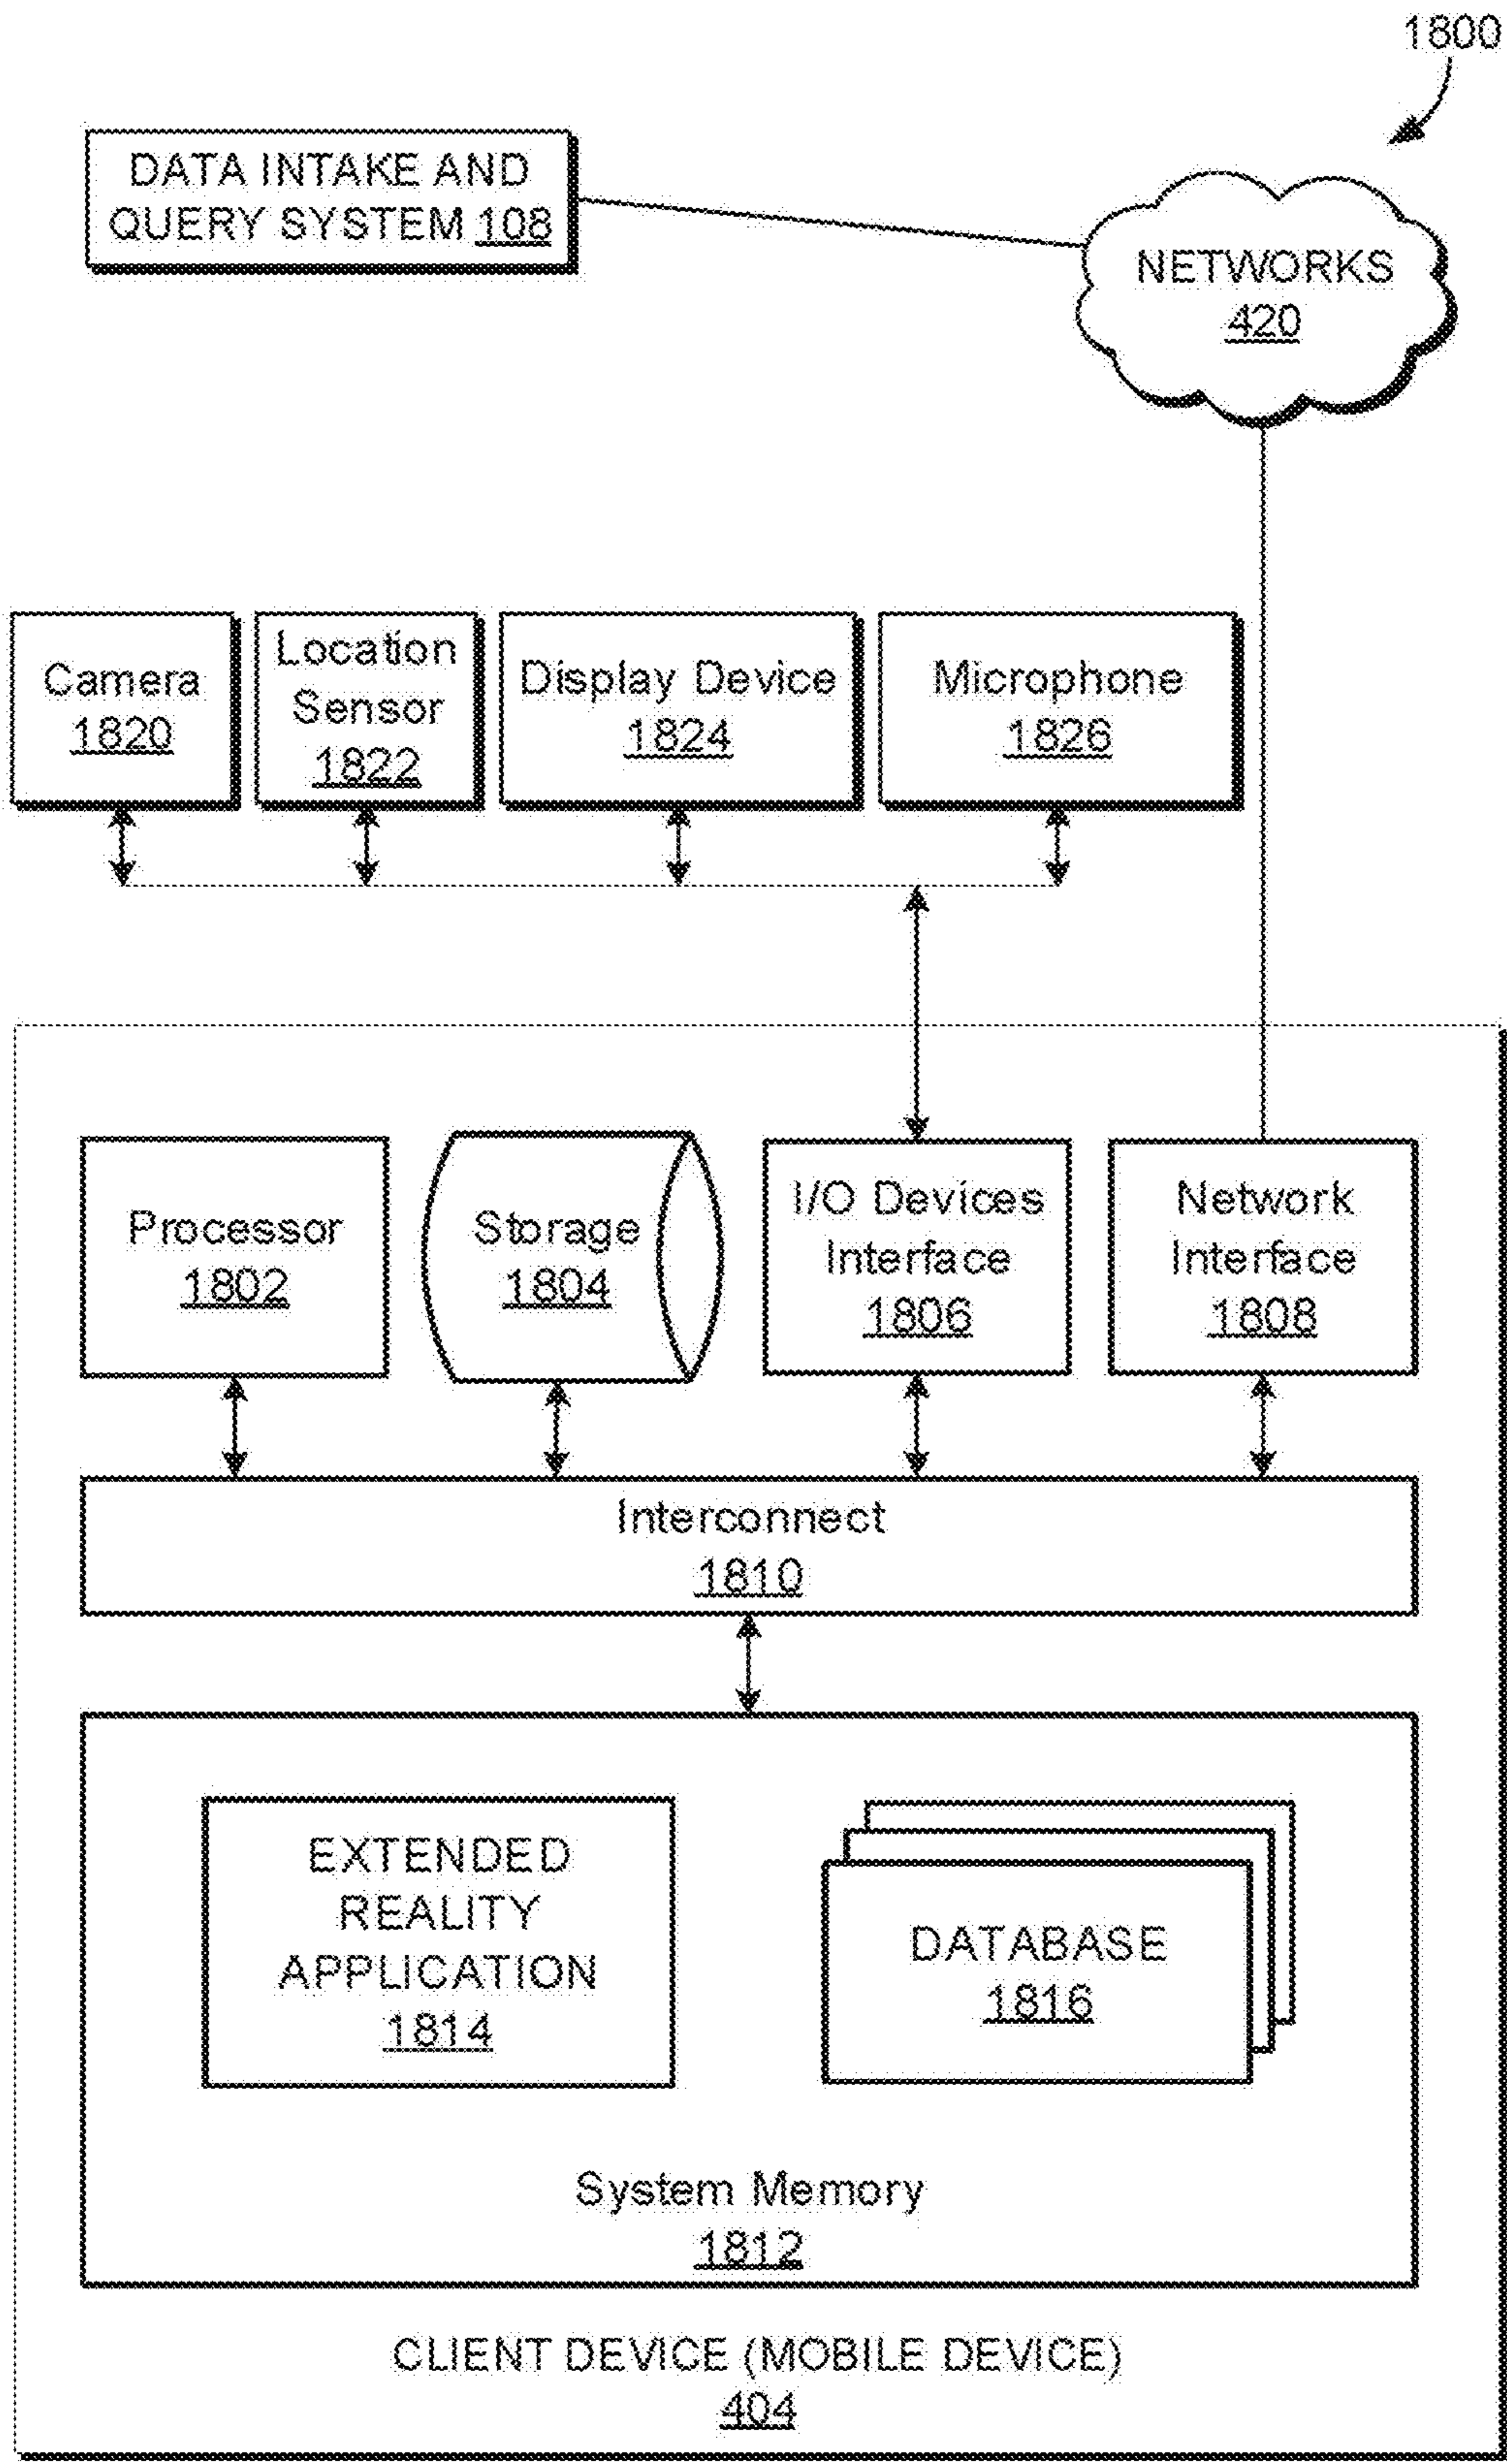 1800
DATA INTAKE AND
QUERY SYSTEM 108
NETWORKS
420
Camera
1820
Location
Sensor
1822
Display Device
1824
Microphone
1826
Processor
1802
Storage
1804
I/O Devices
Interface
1806
Network
Interface
1808
Interconnect
1810
EXTENDED
REALITY
APPLICATION
1814
DATABASE
1816
System Memory
1812
CLIENT DEVICE (MOBILE DEVICE)
404